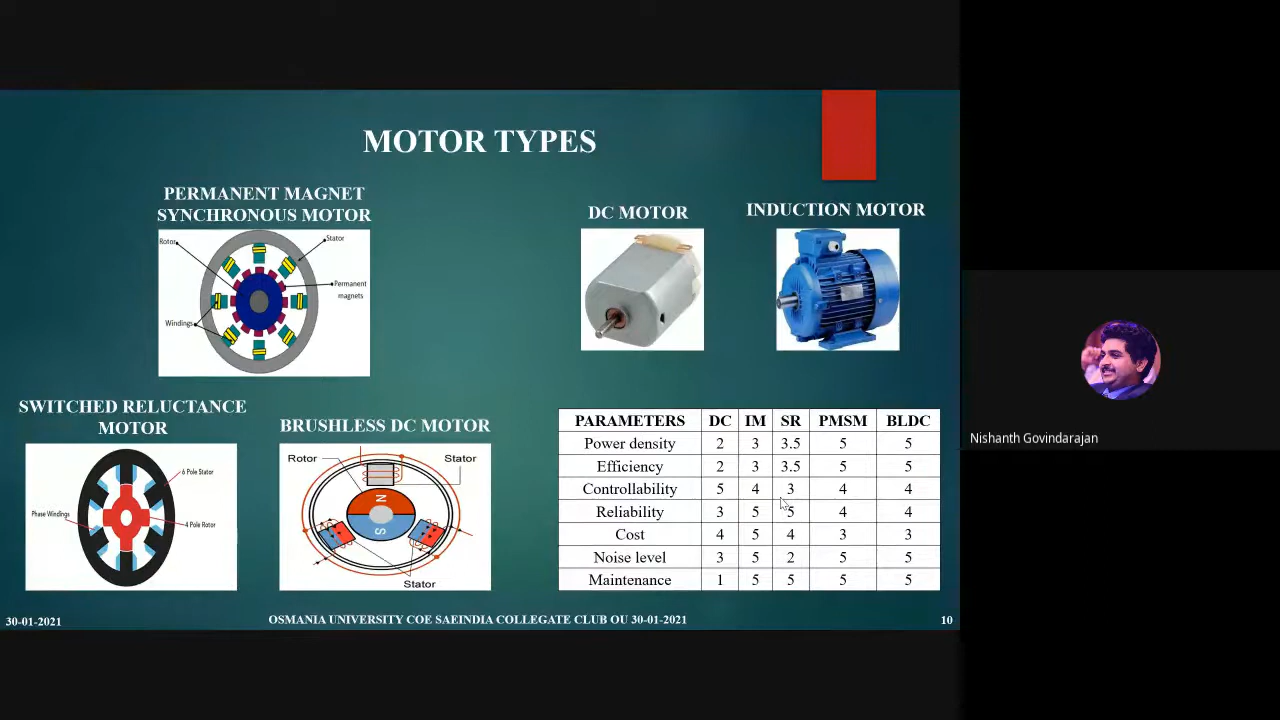 MOTOR TYPES
PERMANENT MAGNET
SYNCHRONOUS MOTOR
Rotor
Stator
Permanent
magnets
Windings
DC MOTOR
INDUCTION MOTOR
SWITCHED RELUCTANCE
MOTOR
6 Pole Stator
Phase Windings
4 Pole Rotor
BRUSHLESS DC MOTOR
Rotor
Stator
N
S
Stator
PARAMETERS DC IM SR PMSM BLDC
Power density 2 3 3.5 5 5
Efficiency 2 3 3.5 5 5
Controllability 5 4 3 4 4
Reliability 3 5 5 4 4
Cost 4 5 4 3 3
Noise level 3 5 2 5 5
Maintenance 1 5 5 5 5
30-01-2021
OSMANIA UNIVERSITY COE SAEINDIA COLLEGATE CLUB OU 30-01-2021
10
Nishanth Govindarajan